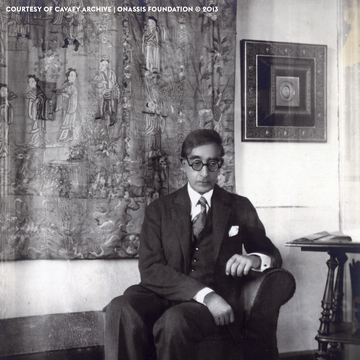 COURTESY OF CAVAFY ARCHIVE | ONASSIS FOUNDATION © 2013